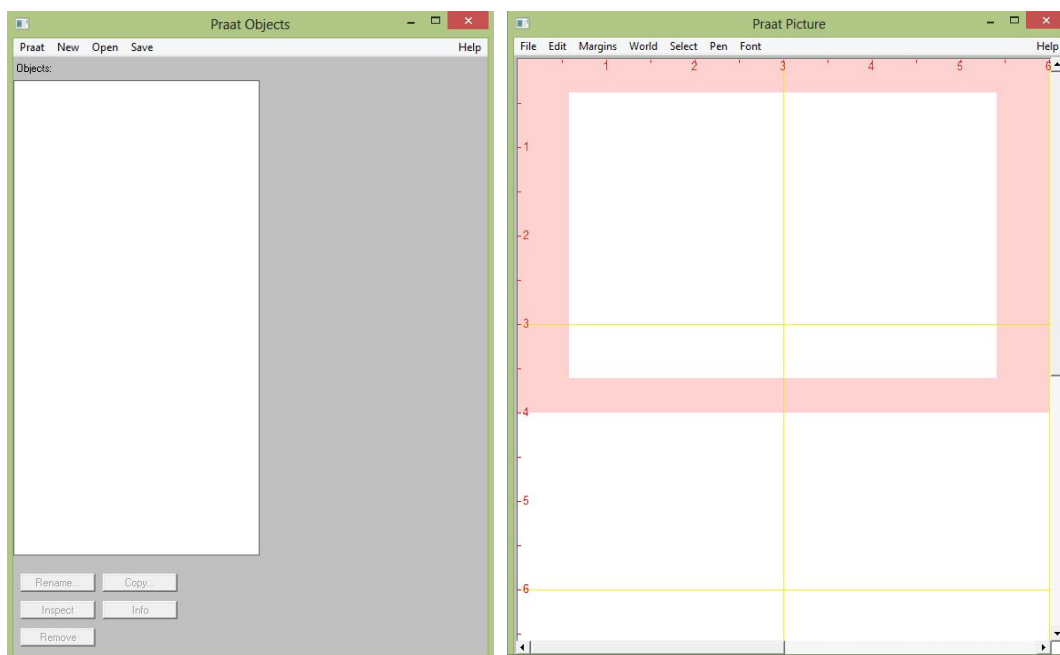 Praat Objects
Praat New Open Save Help
Objects:
Rename... Copy...
Inspect Info
Remove
Praat Picture
File Edit Margins World Select Pen Font Help
1 2 3 4 5 6
1
2
3
4
5
6